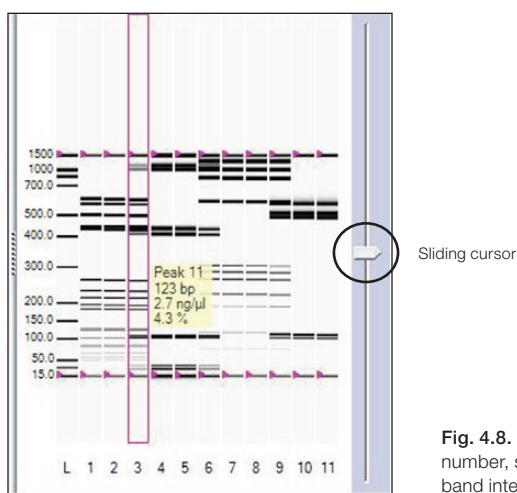 1500
1000
700.0
500.0
400.0
300.0
200.0
150.0
100.0
50.0
15.0
Peak 11
123 bp
2.7 ng/µl
4.3 %
L 1 2 3 4 5 6 7 8 9 10 11
Sliding cursor
Fig. 4.8.
number, s
band inte